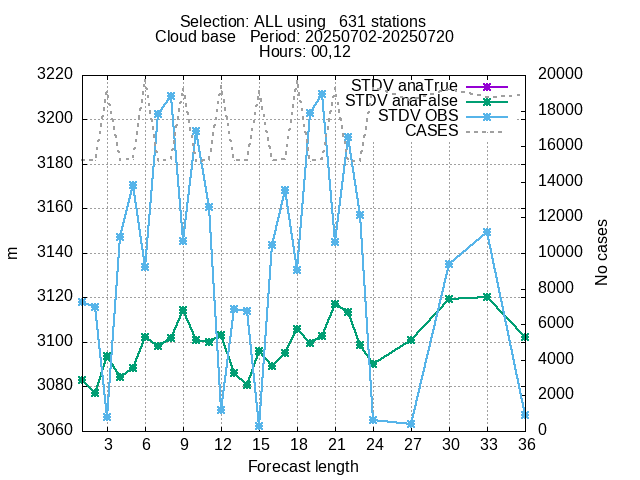 Selection: ALL using   631 stations
Cloud base   Period: 20250702-20250720
Hours: 00,12
3220 20000
STDV anaTrue
STDV anaFalse
STDV OBS
CASES
3200 18000
16000
3180 14000
3160 12000
m No cases
3140 10000
8000
3120 6000
3100 4000
3080 2000
3060 0
3 6 9 12 15 18 21 24 27 30 33 36
Forecast length